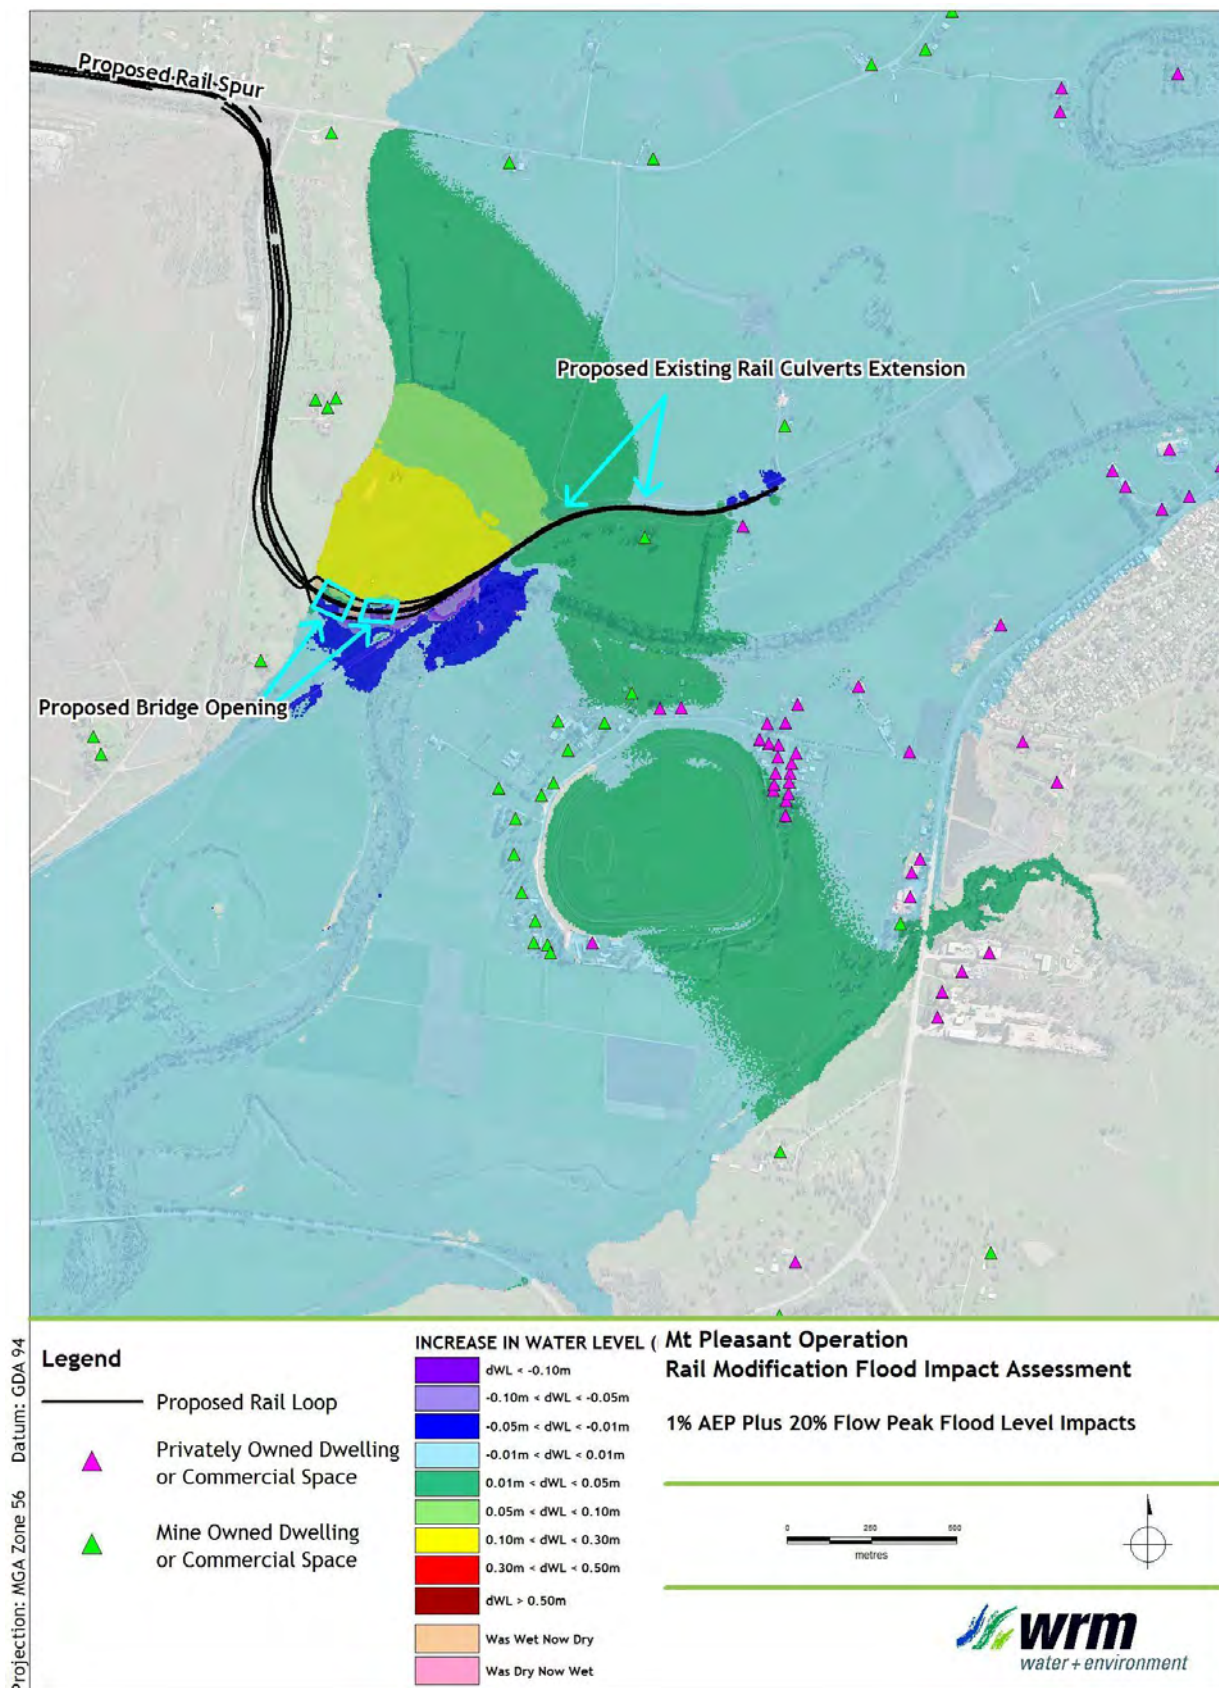 Proposed Rail Spur
Proposed Existing Rail Culverts Extension
Proposed Bridge Opening
Projection: MGA Zone 56 Datum: GDA 94
Legend
Proposed Rail Loop
Privately Owned Dwelling
or Commercial Space
Mine Owned Dwelling
or Commercial Space
INCREASE IN WATER LEVEL (
dWL < -0.10m
-0.10m < dWL < -0.05m
-0.05m < dWL < -0.01m
-0.01m < dWL < 0.01m
0.01m < dWL < 0.05m
0.05m < dWL < 0.10m
0.10m < dWL < 0.30m
0.30m < dWL < 0.50m
dWL > 0.50m
Was Wet Now Dry
Was Dry Now Wet
Mt Pleasant Operation
Rail Modification Flood Impact Assessment
1% AEP Plus 20% Flow Peak Flood Level Impacts
0 250 500
metres
wrm
water + environment